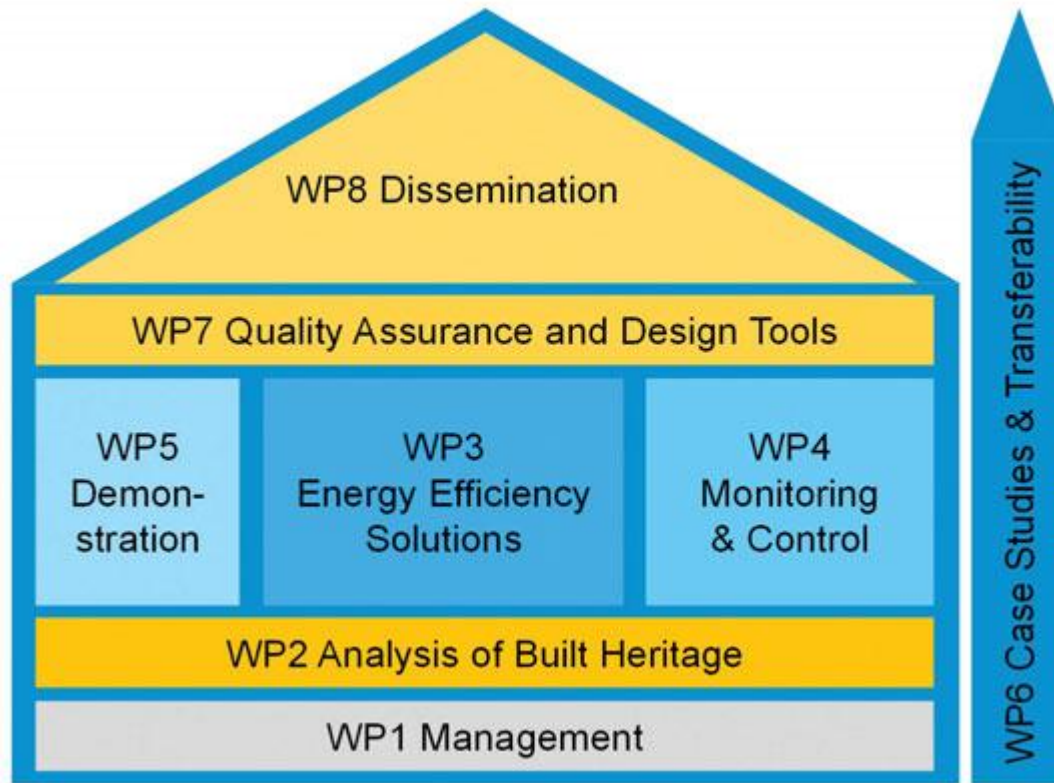 WP8 Dissemination
WP7 Quality Assurance and Design Tools
WP5
Demon-
stration
WP3
Energy Efficiency
Solutions
WP4
Monitoring
& Control
WP2 Analysis of Built Heritage
WP1 Management
WP6 Case Studies & Transferability